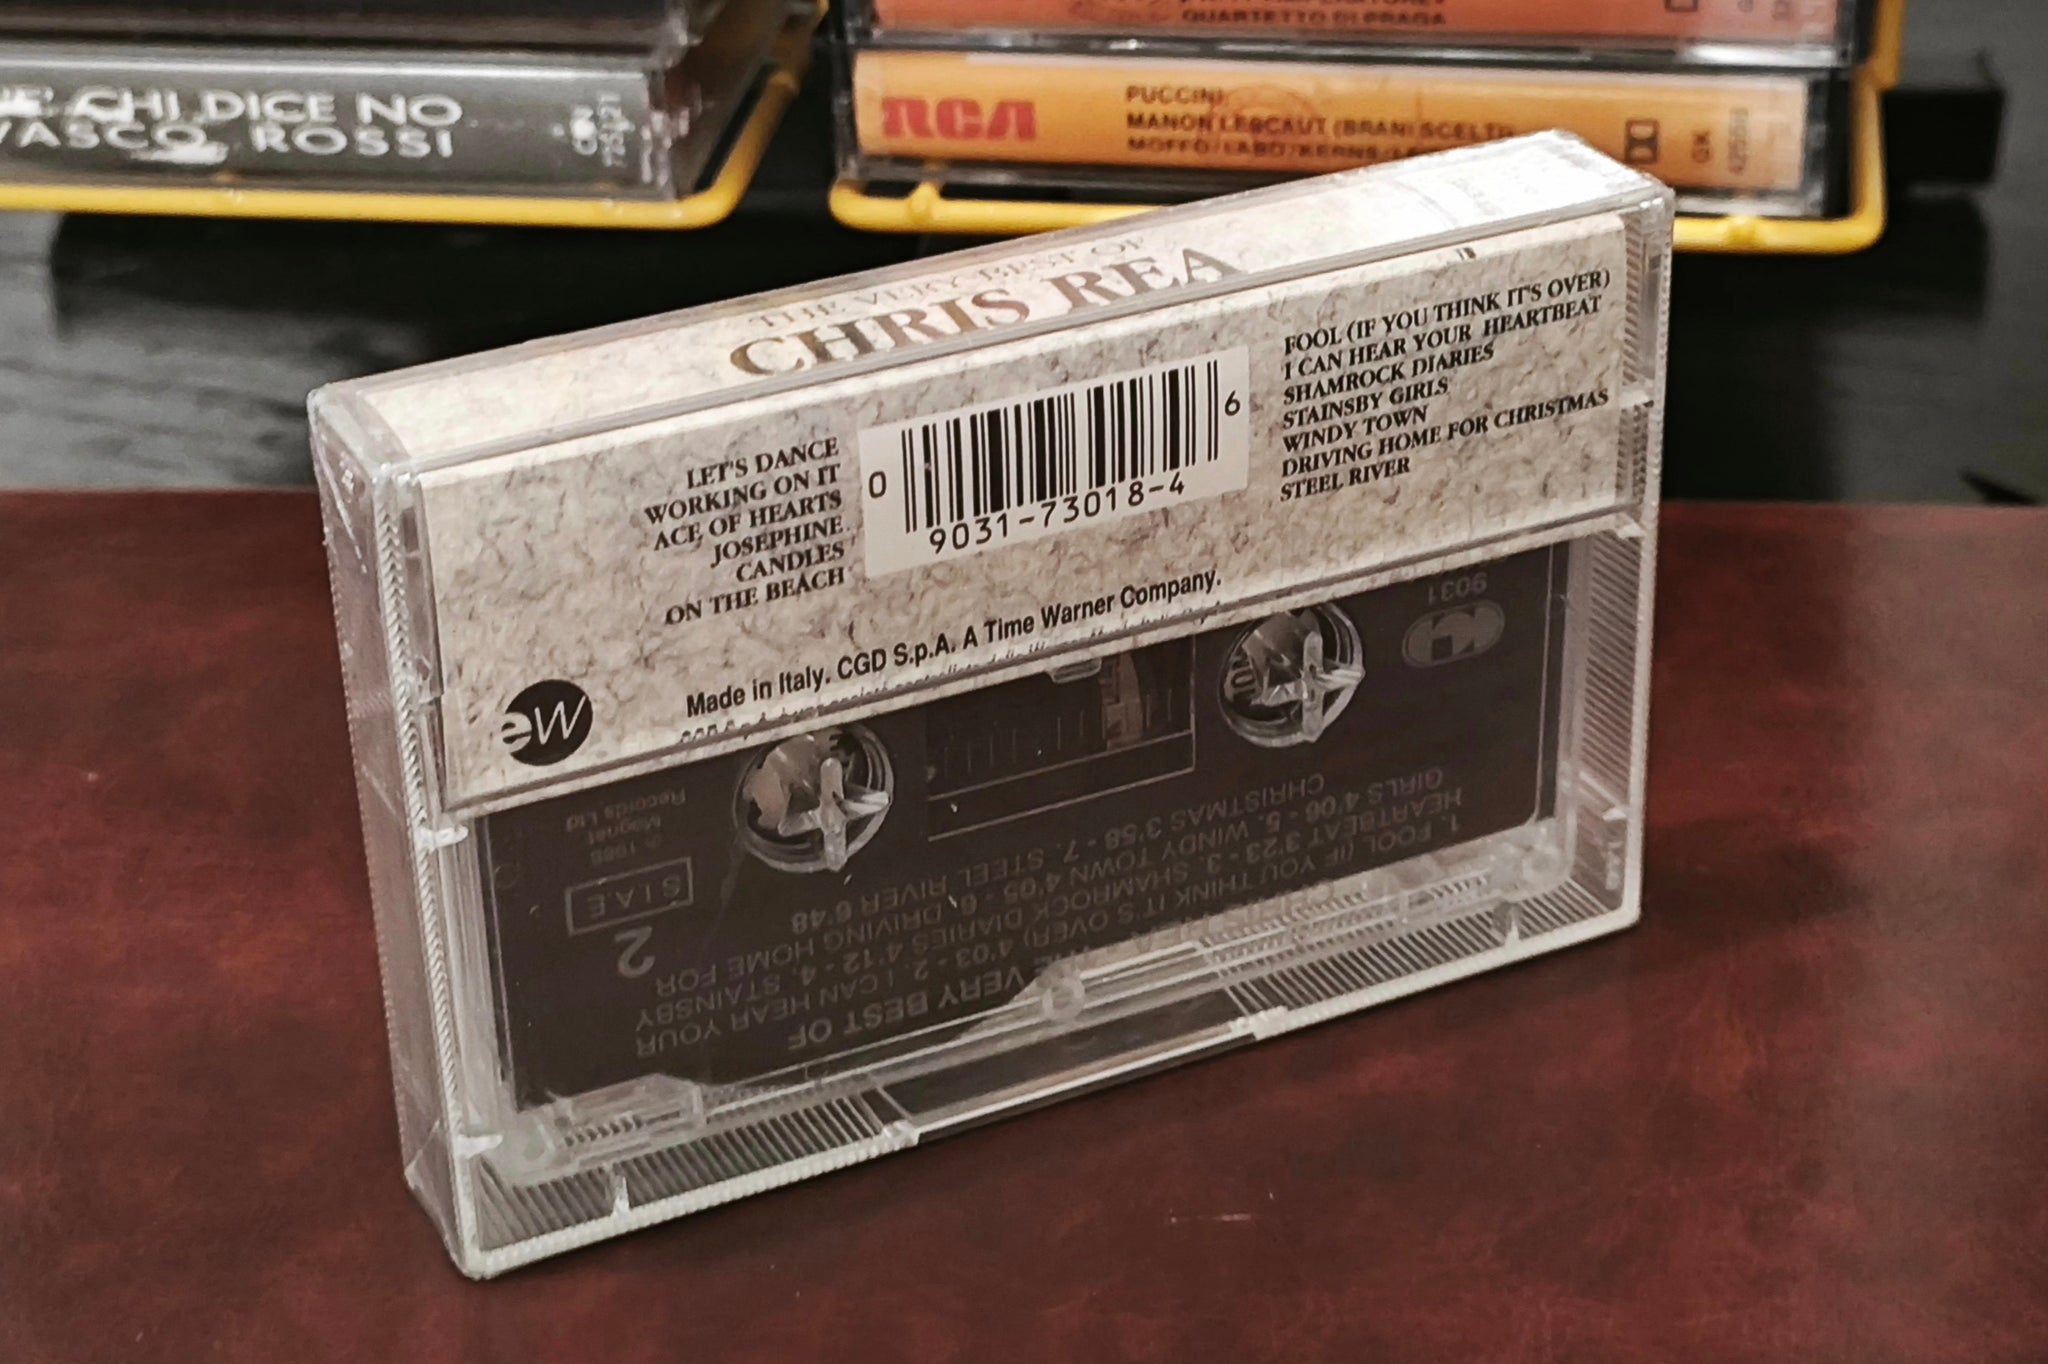 CHI DICE NO
VASCO ROSSI
QUARTETTO DI PRAGA
RCA
PUCCINI
MANON LESCAUT (BRANI SCELTI)
MOFFO/LABO/KERNS/
THE VERY BEST OF
CHRIS REA
LET'S DANCE
WORKING ON IT
ACE OF HEARTS
JOSEPHINE
CANDLES
ON THE BEACH
0 9031-73018-4 6
FOOL (IF YOU THINK IT'S OVER)
I CAN HEAR YOUR HEARTBEAT
SHAMROCK DIARIES
STAINSBY GIRLS
WINDY TOWN
DRIVING HOME FOR CHRISTMAS
STEEL RIVER
Made in Italy. CGD S.p.A. A Time Warner Company.
ew
9031
VERY BEST OF
1. FOOL (IF YOU THINK IT'S OVER) 4'03 - 2. I CAN HEAR YOUR
HEARTBEAT 3'23 - 3. SHAMROCK DIARIES 4'12 - 4. STAINSBY
GIRLS 4'06 - 5. WINDY TOWN 4'05 - 6. DRIVING HOME FOR
CHRISTMAS 3'58 - 7. STEEL RIVER 6'48
2
S.I.A.E.
Magnet
Records Ltd